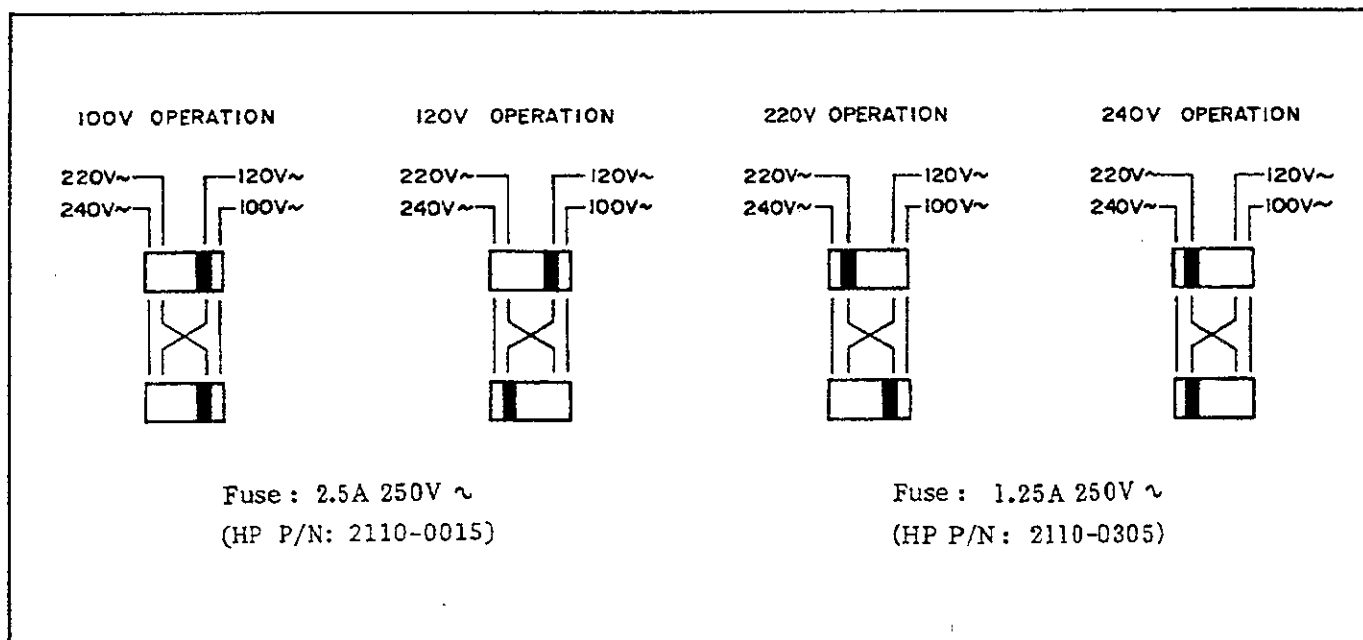 100V OPERATION
220V~ 120V~
240V~ 100V~
120V OPERATION
220V~ 120V~
240V~ 100V~
220V OPERATION
220V~ 120V~
240V~ 100V~
240V OPERATION
220V~ 120V~
240V~ 100V~
Fuse : 2.5A 250V ~
(HP P/N: 2110-0015)
Fuse : 1.25A 250V ~
(HP P/N : 2110-0305)